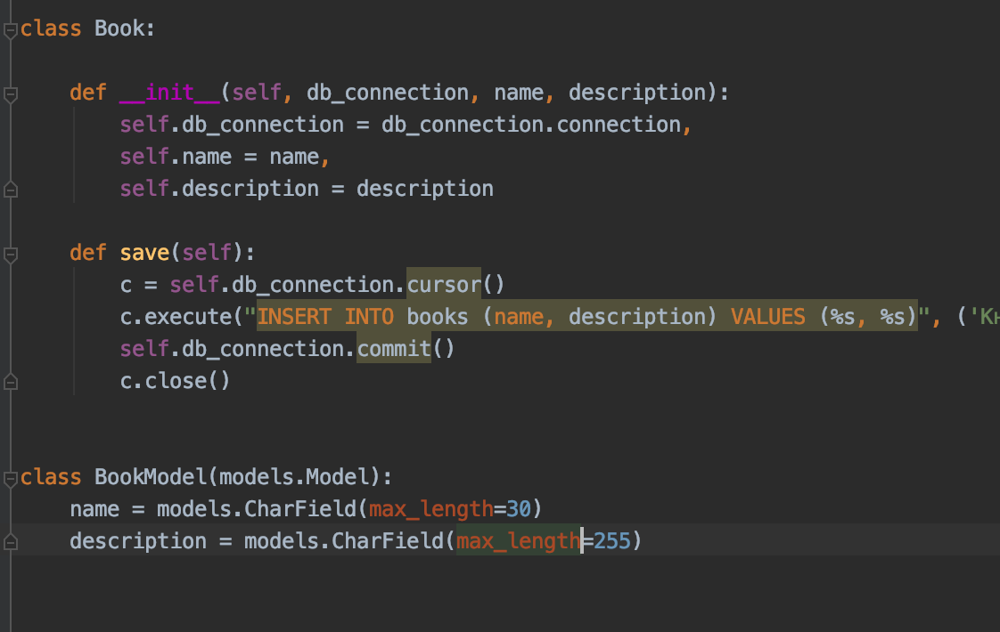 class Book:
def __init__(self, db_connection, name, description):
self.db_connection = db_connection.connection,
self.name = name,
self.description = description
def save(self):
c = self.db_connection.cursor()
c.execute("INSERT INTO books (name, description) VALUES (%s, %s)", ('Кн
self.db_connection.commit()
c.close()
class BookModel(models.Model):
name = models.CharField(max_length=30)
description = models.CharField(max_length=255)